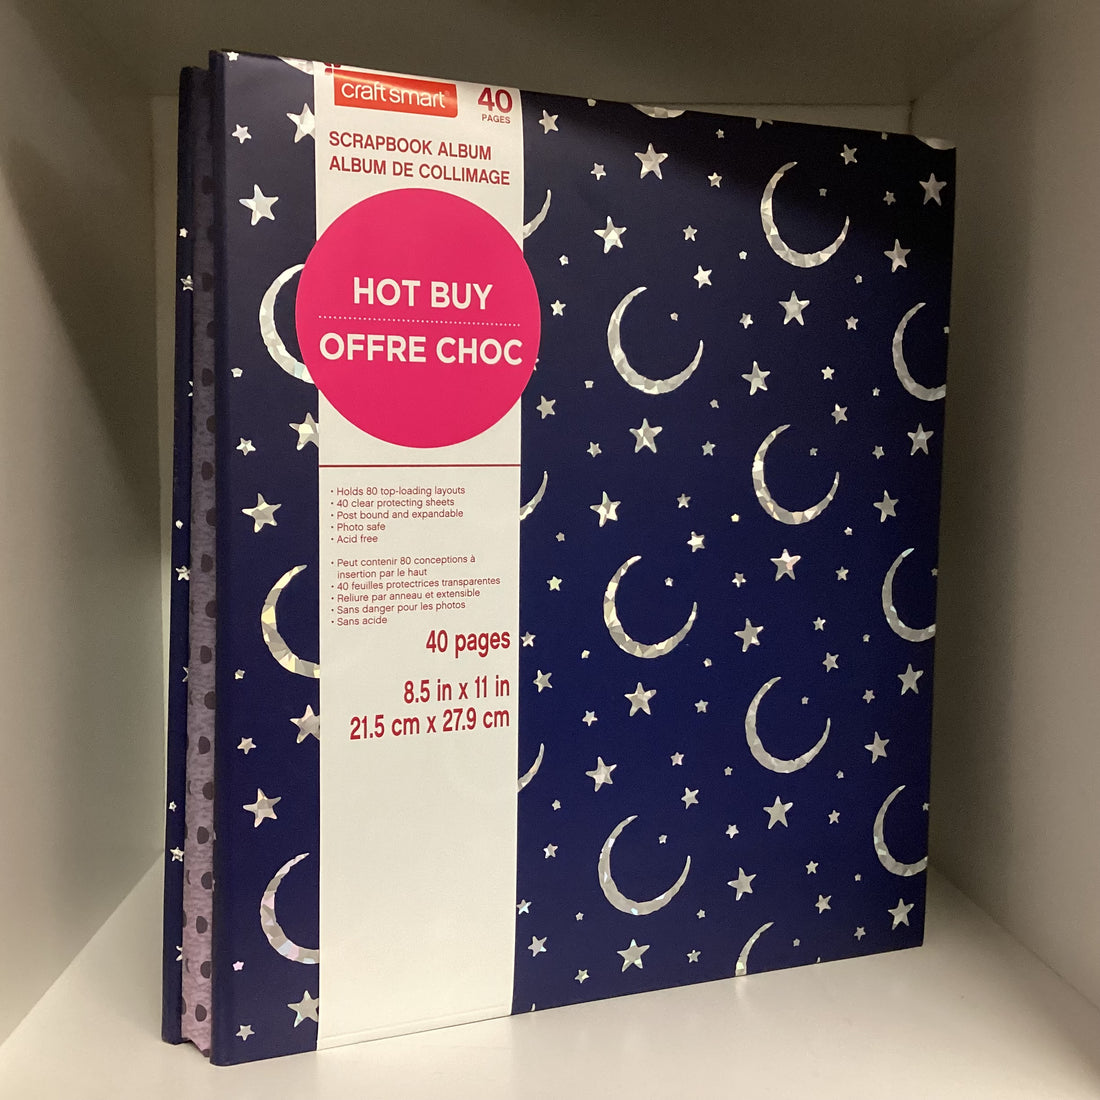 craft smart
40
PAGES
SCRAPBOOK ALBUM
ALBUM DE COLLIMAGE
HOT BUY
OFFRE CHOC
• Holds 80 top-loading layouts
• 40 clear protecting sheets
• Post bound and expandable
• Photo safe
• Acid free
• Peut contenir 80 conceptions à
insertion par le haut
• 40 feuilles protectrices transparentes
• Reliure par anneau et extensible
• Sans danger pour les photos
• Sans acide
40 pages
8.5 in x 11 in
21.5 cm x 27.9 cm